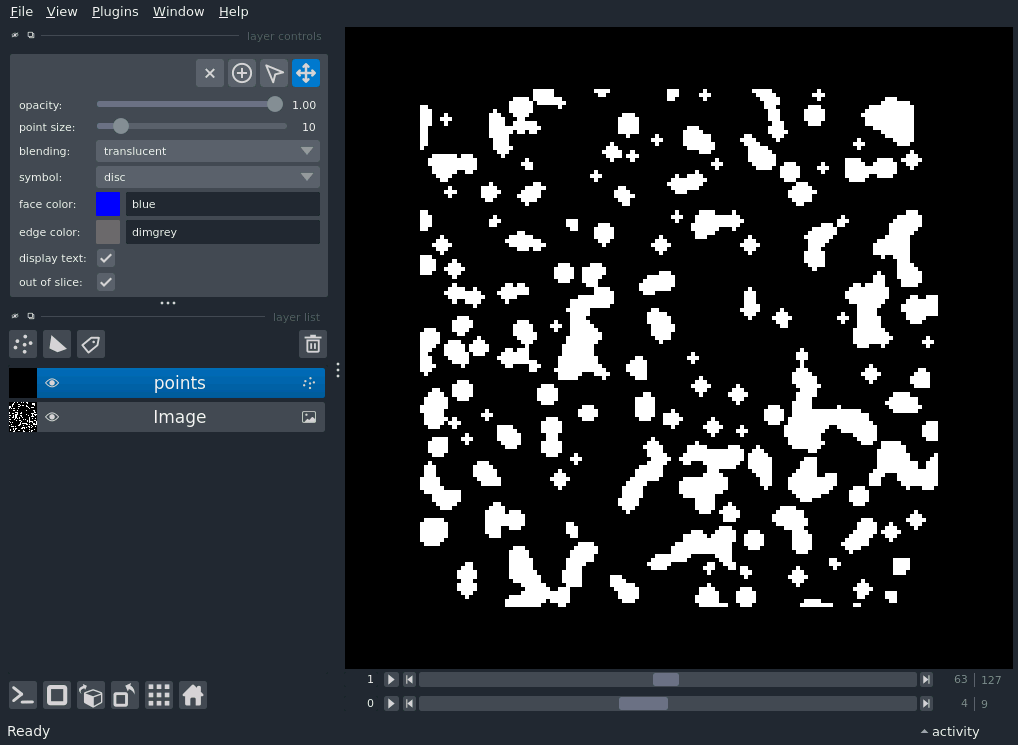 File View Plugins Window Help
layer controls
opacity: 1.00
point size: 10
blending: translucent
symbol: disc
face color: blue
edge color: dimgrey
display text:
out of slice:
layer list
points
Image
1 63 127
0 4 9
Ready activity